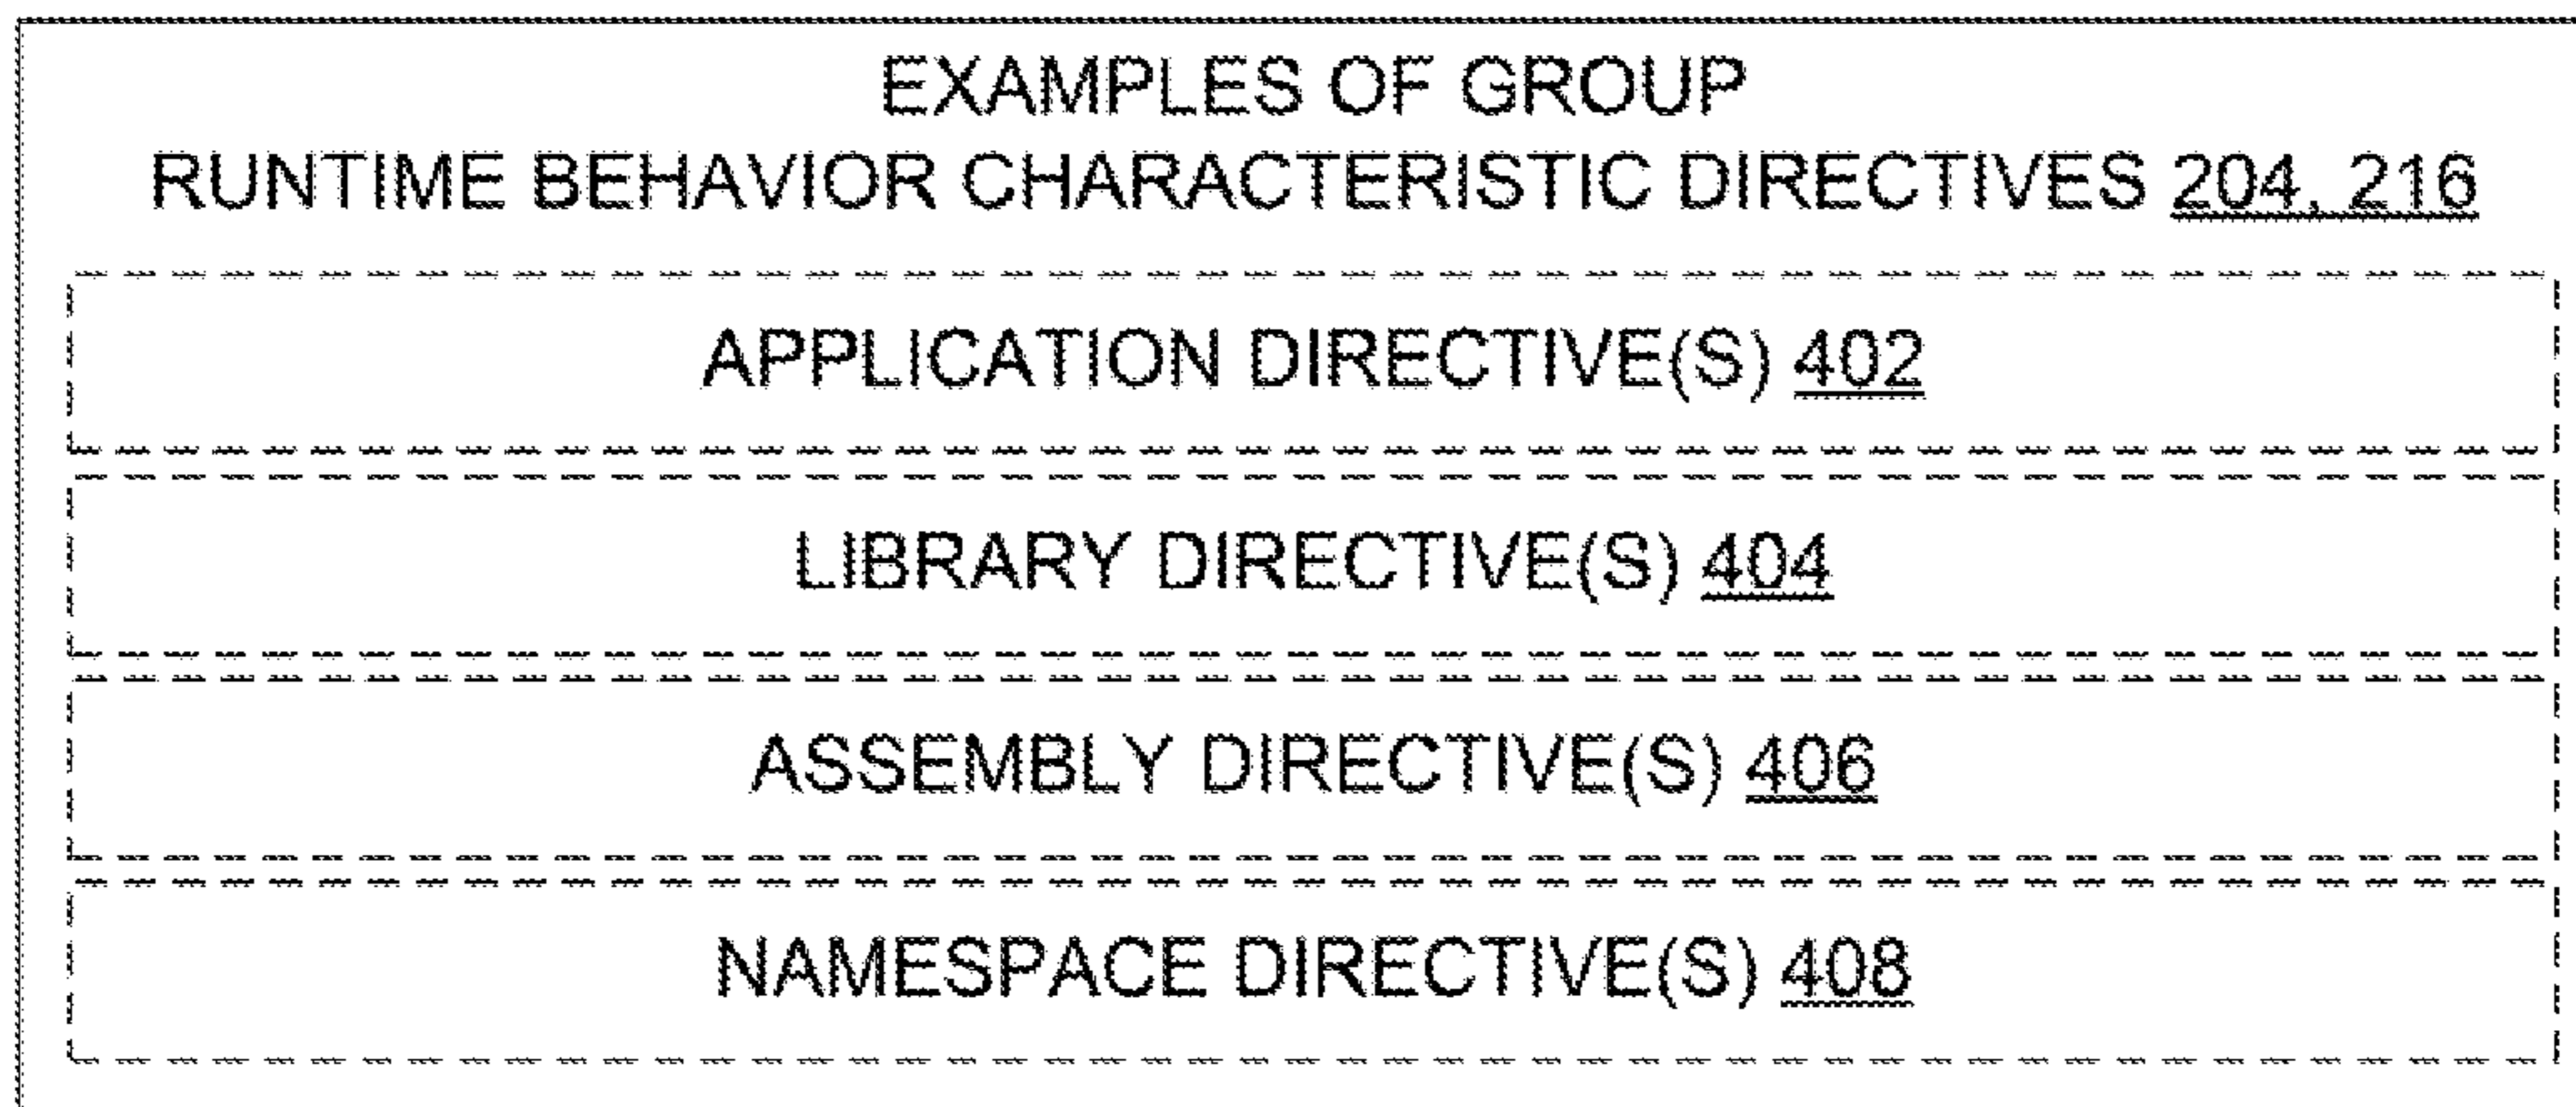 EXAMPLES OF GROUP
RUNTIME BEHAVIOR CHARACTERISTIC DIRECTIVES 204, 216
APPLICATION DIRECTIVE(S) 402
LIBRARY DIRECTIVE(S) 404
ASSEMBLY DIRECTIVE(S) 406
NAMESPACE DIRECTIVE(S) 408